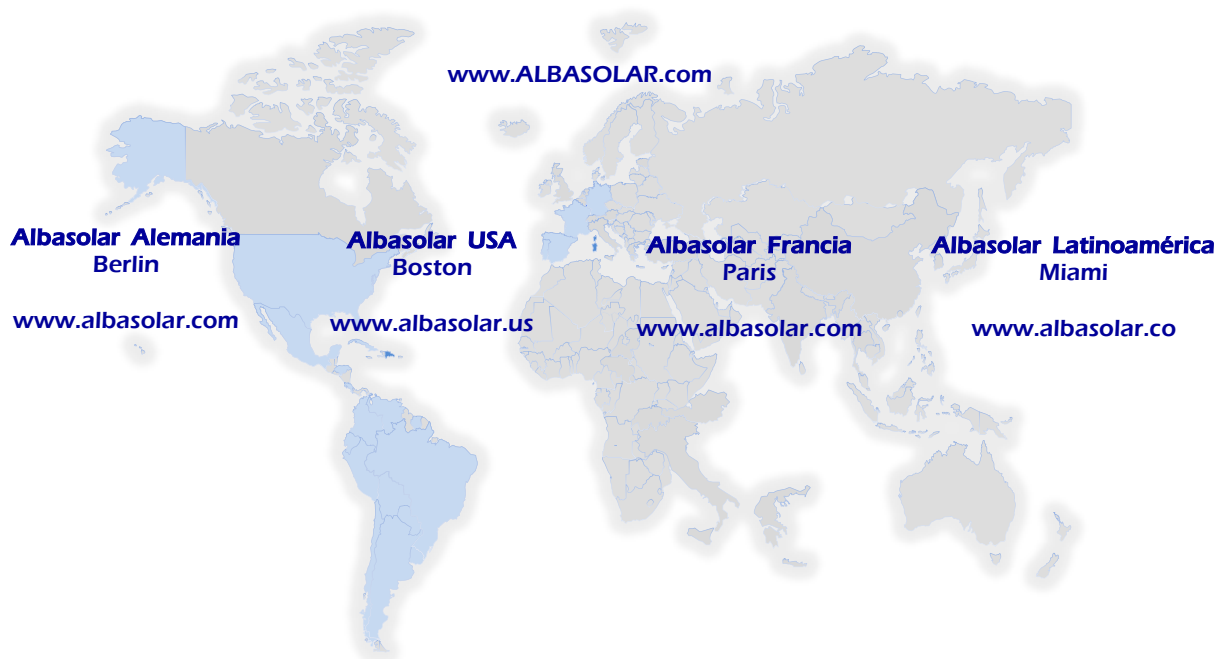 www.ALBASOLAR.com
Albasolar Alemania
Berlin
www.albasolar.com
Albasolar USA
Boston
www.albasolar.us
Albasolar Francia
Paris
www.albasolar.com
Albasolar Latinoamérica
Miami
www.albasolar.co